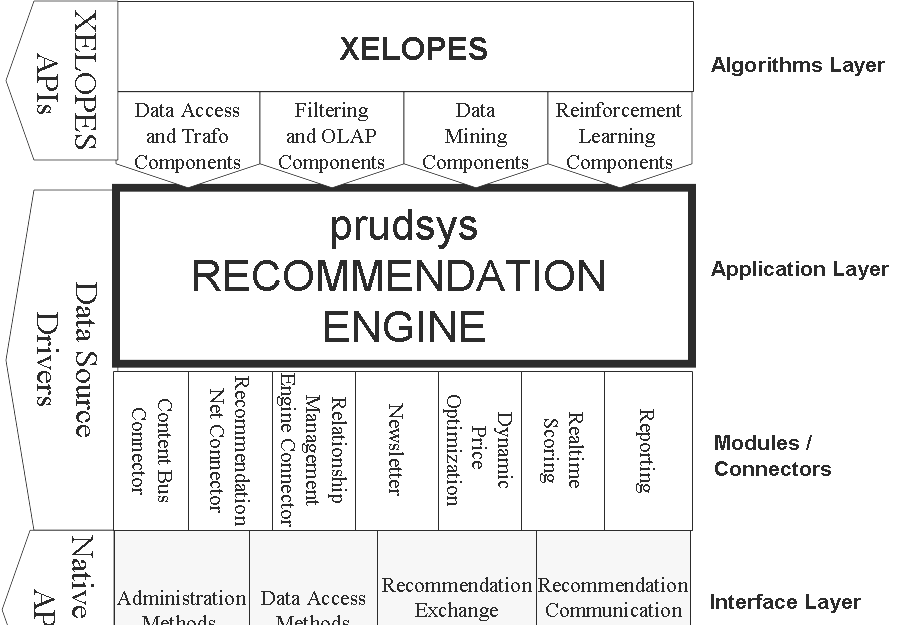 XELOPES
APIs
XELOPES
Algorithms Layer
Data Access
and Trafo
Components
Filtering
and OLAP
Components
Data
Mining
Components
Reinforcement
Learning
Components
Data Source
Drivers
prudsys
RECOMMENDATION
ENGINE
Application Layer
Content Bus
Connector
Recommendation
Net Connector
Relationship
Management
Engine Connector
Newsletter
Dynamic
Price
Optimization
Realtime
Scoring
Reporting
Modules /
Connectors
Native
Administration
Methods
Data Access
Methods
Recommendation
Exchange
Recommendation
Communication
Interface Layer